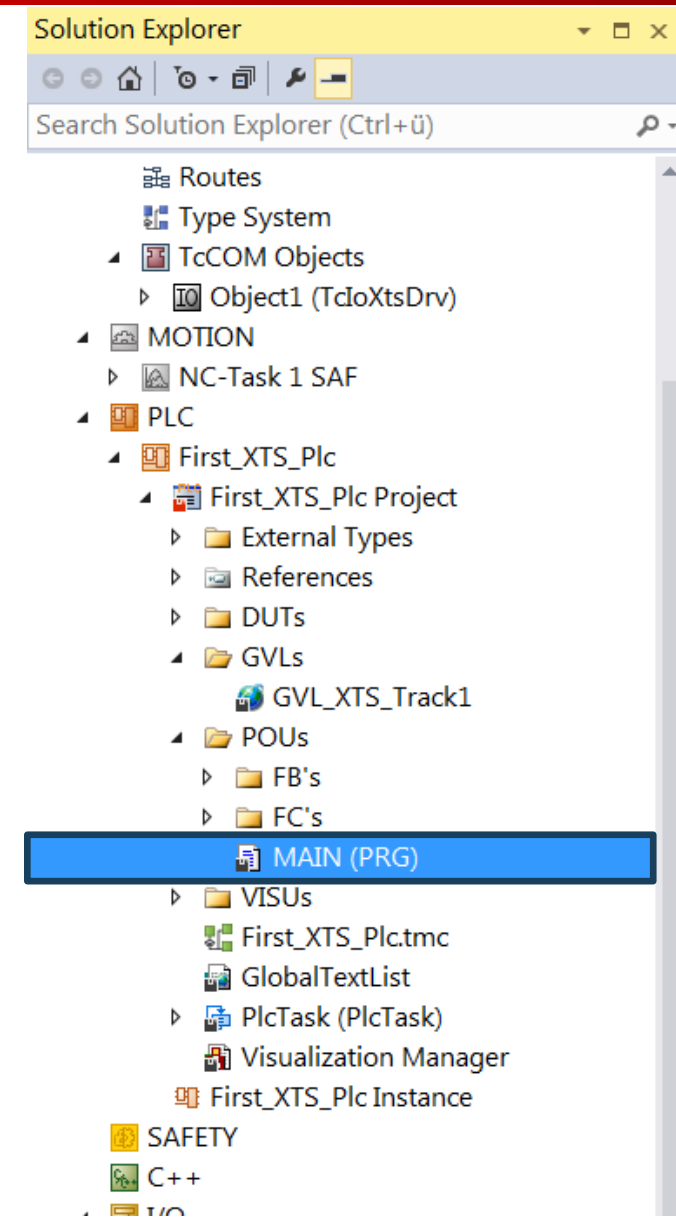 Solution Explorer
Search Solution Explorer (Ctrl+ü)
Routes
Type System
TcCOM Objects
Object1 (TcIoXtsDrv)
MOTION
NC-Task 1 SAF
PLC
First_XTS_Plc
First_XTS_Plc Project
External Types
References
DUTs
GVLs
GVL_XTS_Track1
POUs
FB's
FC's
MAIN (PRG)
VISUs
First_XTS_Plc.tmc
GlobalTextList
PlcTask (PlcTask)
Visualization Manager
First_XTS_Plc Instance
SAFETY
C++
I/O